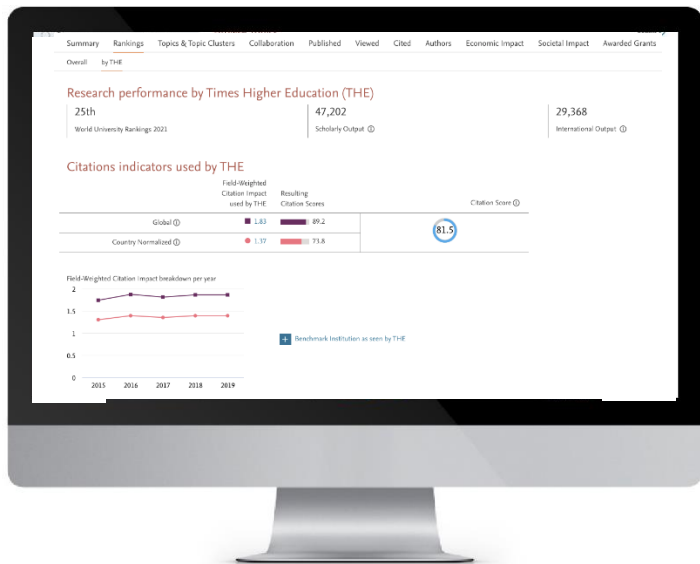 Summary Rankings Topics & Topic Clusters Collaboration Published Viewed Cited Authors Economic Impact Societal Impact Awarded Grants
Overall by THE
Research performance by Times Higher Education (THE)
25th 47,202 29,368
World University Rankings 2021 Scholarly Output International Output
Citations indicators used by THE
Field-Weighted
Citation Impact Resulting
used by THE Citation Scores Citation Score
Global 1.83 89.2
81.5
Country Normalized 1.37 73.8
Field-Weighted Citation Impact breakdown per year
2
1.5
1
Benchmark Institution as seen by THE
0.5
0
2015 2016 2017 2018 2019